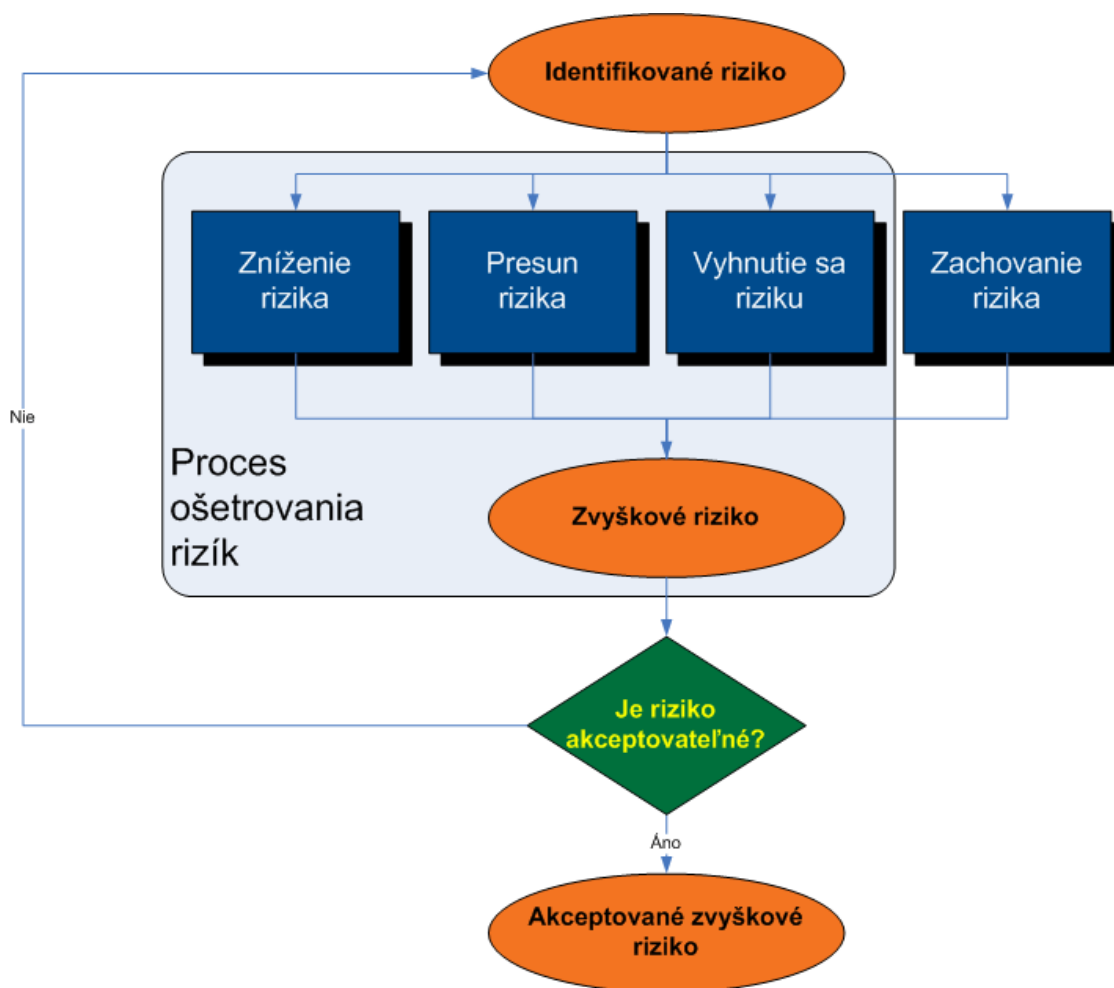 Identifikované riziko
Zníženie
rizika
Presun
rizika
Vyhnutie sa
riziku
Zachovanie
rizika
Nie
Proces
ošetrovania
rizík
Zvyškové riziko
Je riziko
akceptovateľné?
Áno
Akceptované zvyškové
riziko